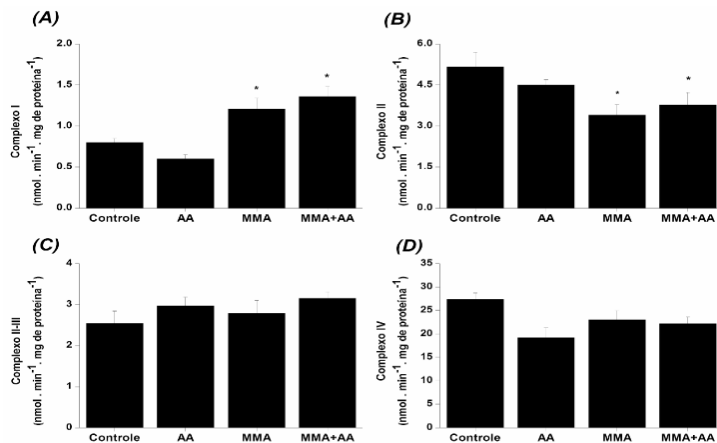 (A)
2.0
1.5
1.0
0.5
0.0
Complexo I
(nmol . min-1. mg de proteína-1)
*
*
Controle AA MMA MMA+AA
(B)
6.0
4.5
3.0
1.5
0.0
Complexo II
(nmol . min-1. mg de proteína-1)
*
*
Controle AA MMA MMA+AA
(C)
4
3
2
1
0
Complexo II-III
(nmol . min-1. mg de proteína-1)
Controle AA MMA MMA+AA
(D)
35
30
25
20
15
10
5
0
Complexo IV
(nmol . min-1. mg de proteína-1)
Controle AA MMA MMA+AA